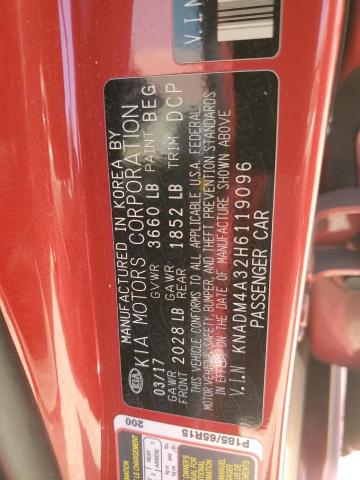 MANUFACTURED IN KOREA BY
KIA MOTORS CORPORATION
03/17 GVWR 3660 LB PAINT BEG
GAWR FRONT 2028 LB GAWR REAR 1852 LB TRIM DCP
THIS VEHICLE CONFORMS TO ALL APPLICABLE U.S.A. FEDERAL
MOTOR VEHICLE SAFETY, BUMPER AND THEFT PREVENTION STANDARDS
IN EFFECT ON THE DATE OF MANUFACTURE SHOWN ABOVE
V.I.N KNADM4A32H6119096
PASSENGER CAR
KIA
V.I.N
P185/65R15
200